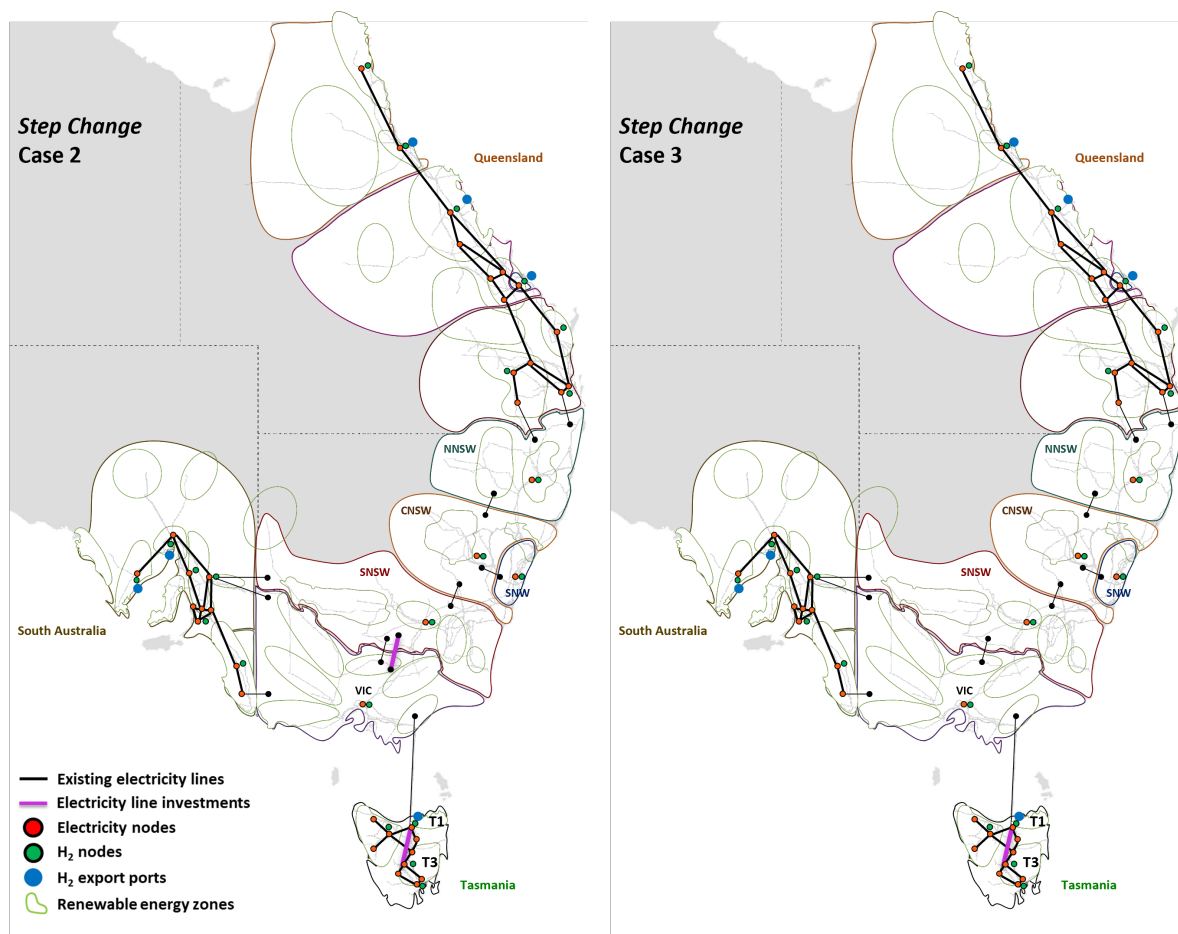 Step Change
Case 2
Queensland
NNSW
CNSW
SNSW
SNW
South Australia
VIC
Existing electricity lines
Electricity line investments
Electricity nodes
H₂ nodes
H₂ export ports
Renewable energy zones
T1
T3
Tasmania
Step Change
Case 3
Queensland
NNSW
CNSW
SNSW
SNW
South Australia
VIC
T1
T3
Tasmania